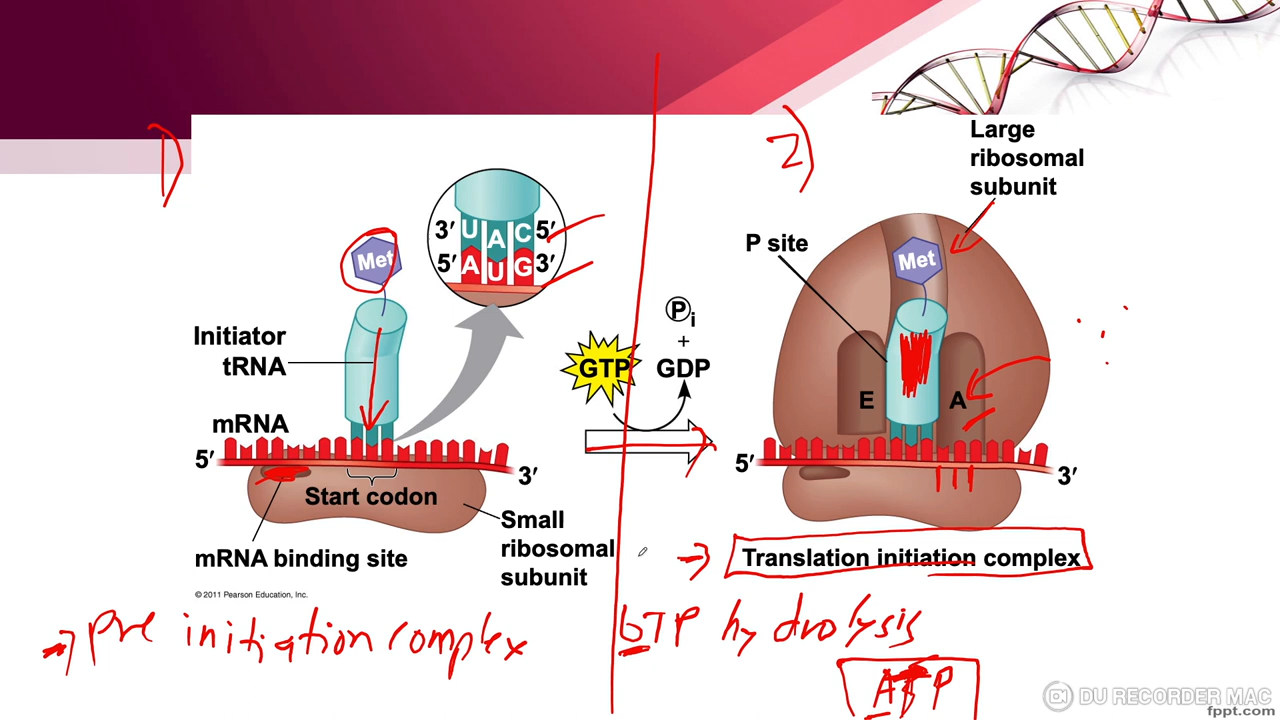 1)
2)
Large
ribosomal
subunit
3′ U A C 5′
5′ A U G 3′
Met
P site
Met
Initiator
tRNA
Pi
+
GTP
GDP
mRNA
E
A
5′
3′
5′
3′
Start codon
Small
ribosomal
subunit
mRNA binding site
Translation initiation complex
© 2011 Pearson Education, Inc.
pre initiation complex
GTP hydrolysis
ATP
DU RECORDER MAC
fppt.com